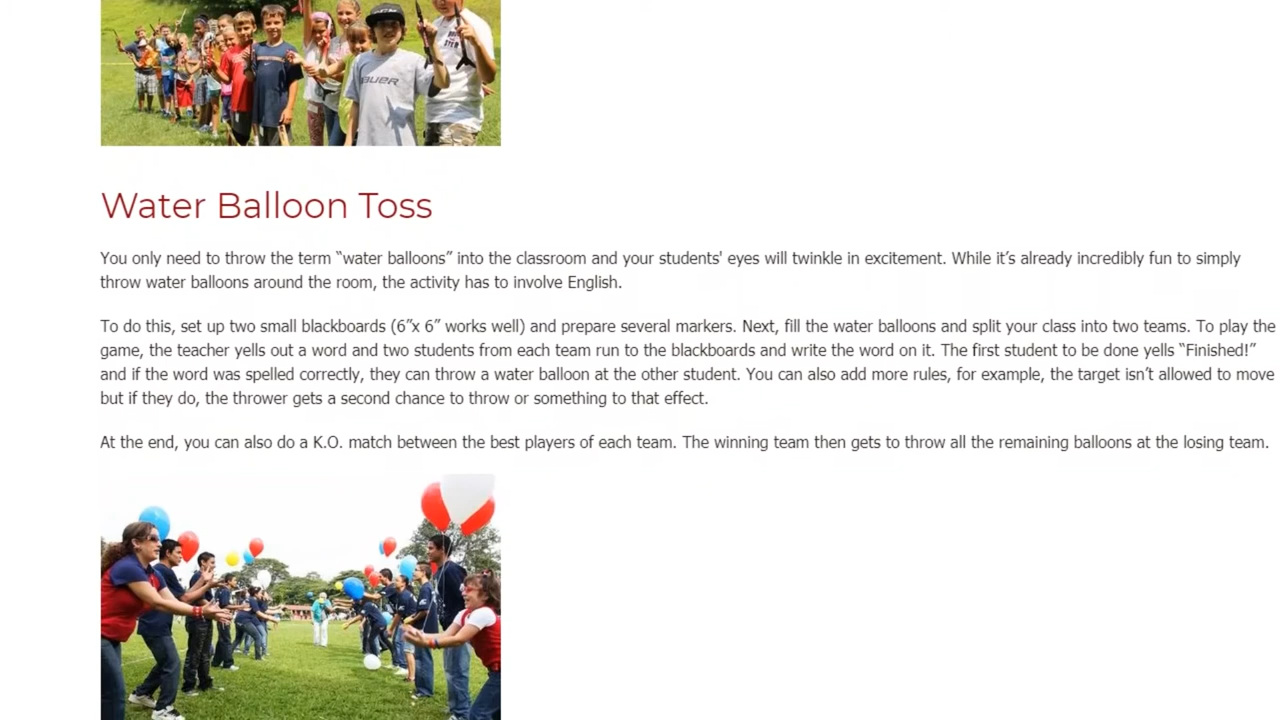 BAUER
Water Balloon Toss
You only need to throw the term “water balloons” into the classroom and your students' eyes will twinkle in excitement. While it’s already incredibly fun to simply
throw water balloons around the room, the activity has to involve English.
To do this, set up two small blackboards (6”x 6” works well) and prepare several markers. Next, fill the water balloons and split your class into two teams. To play the
game, the teacher yells out a word and two students from each team run to the blackboards and write the word on it. The first student to be done yells “Finished!”
and if the word was spelled correctly, they can throw a water balloon at the other student. You can also add more rules, for example, the target isn’t allowed to move
but if they do, the thrower gets a second chance to throw or something to that effect.
At the end, you can also do a K.O. match between the best players of each team. The winning team then gets to throw all the remaining balloons at the losing team.